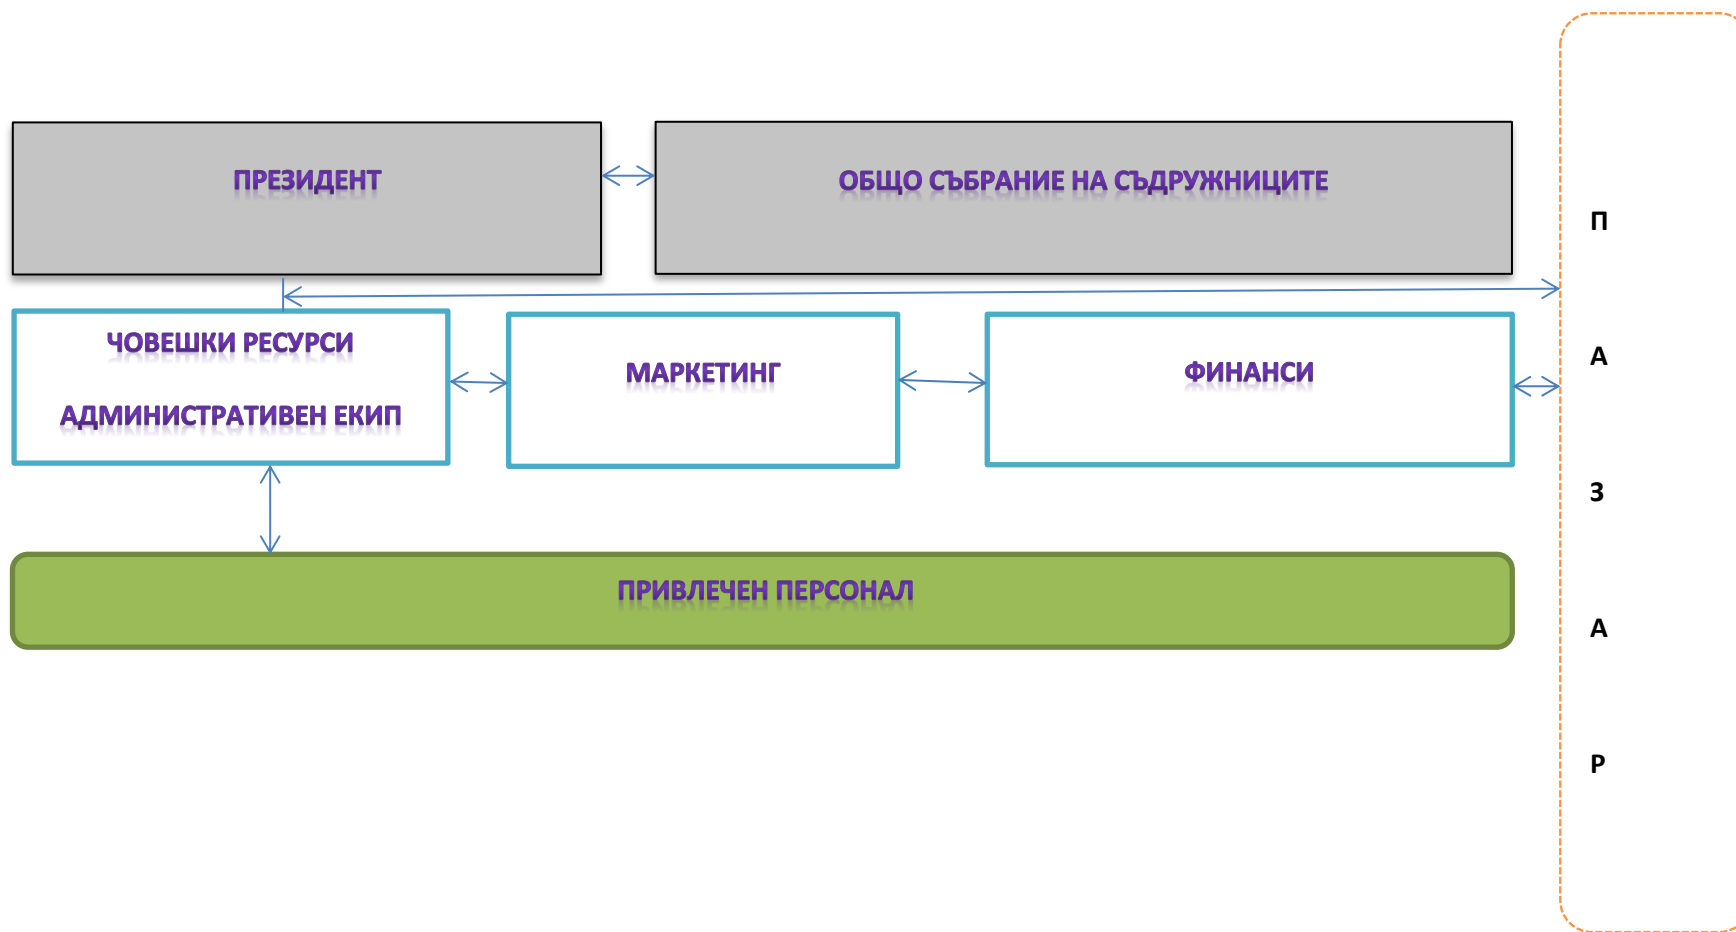 ПРЕЗИДЕНТ
ОБЩО СЪБРАНИЕ НА СЪДРУЖНИЦИТЕ
ЧОВЕШКИ РЕСУРСИ
АДМИНИСТРАТИВЕН ЕКИП
МАРКЕТИНГ
ФИНАНСИ
ПРИВЛЕЧЕН ПЕРСОНАЛ
П
А
З
А
Р